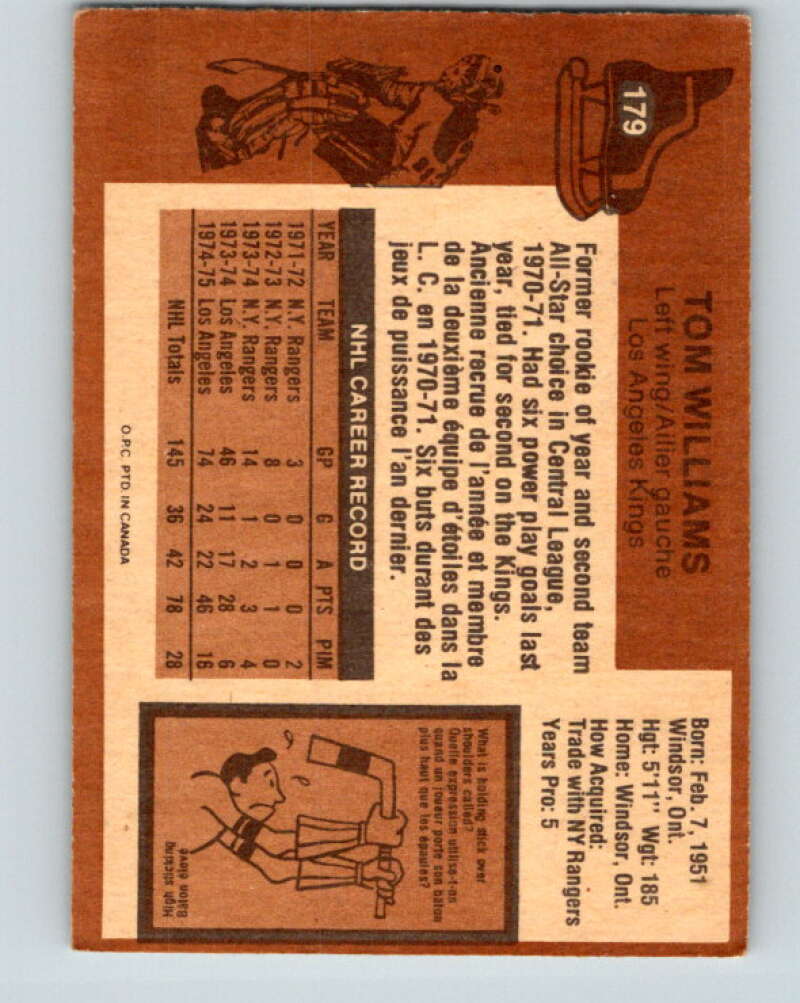 179
TOM WILLIAMS
Left wing/Ailier gauche
Los Angeles Kings
Former rookie of year and second team
All-Star choice in Central League,
1970-71. Had six power play goals last
year, tied for second on the Kings.
Ancienne recrue de l'année et membre
de la deuxième équipe d'étoiles dans la
L. C. en 1970-71. Six buts durant des
jeux de puissance l'an dernier.
Born: Feb. 7, 1951
Windsor, Ont.
Hgt: 5'11" Wgt: 185
Home: Windsor, Ont.
How Acquired:
Trade with NY Rangers
Years Pro: 5
NHL CAREER RECORD
YEAR TEAM GP G A PTS PIM
1971-72 N.Y. Rangers 3 0 0 0 2
1972-73 N.Y. Rangers 8 0 1 1 0
1973-74 N.Y. Rangers 14 1 2 3 4
1973-74 Los Angeles 46 11 17 28 6
1974-75 Los Angeles 74 24 22 46 16
NHL Totals 145 36 42 78 28
What is holding stick over
shoulders called?
Quelle expression utilise-t-on
quand un joueur porte son bâton
plus haut que les épaules?
High sticking
Bâton élevé
O.P.C. PTD. IN CANADA